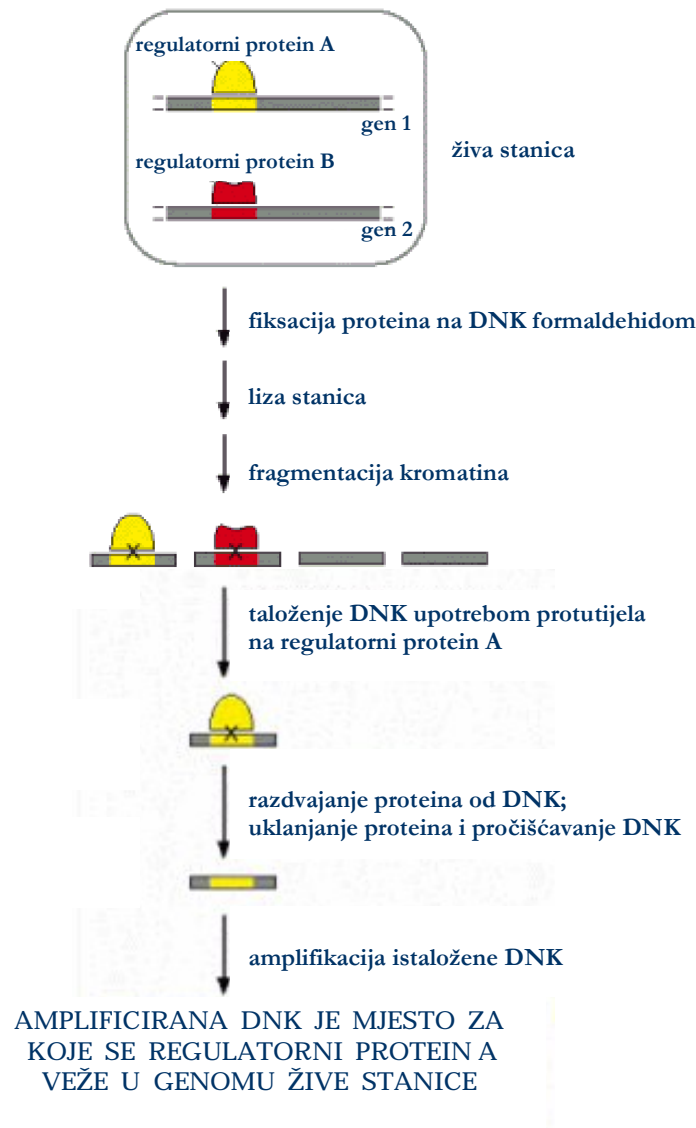 regulatorni protein A
gen 1
regulatorni protein B
živa stanica
gen 2
fiksacija proteina na DNK formaldehidom
liza stanica
fragmentacija kromatina
taloženje DNK upotrebom protutijela
na regulatorni protein A
razdvajanje proteina od DNK;
uklanjanje proteina i pročišćavanje DNK
amplifikacija istaložene DNK
AMPLIFICIRANA DNK JE MJESTO ZA
KOJE SE REGULATORNI PROTEIN A
VEŽE U GENOMU ŽIVE STANICE